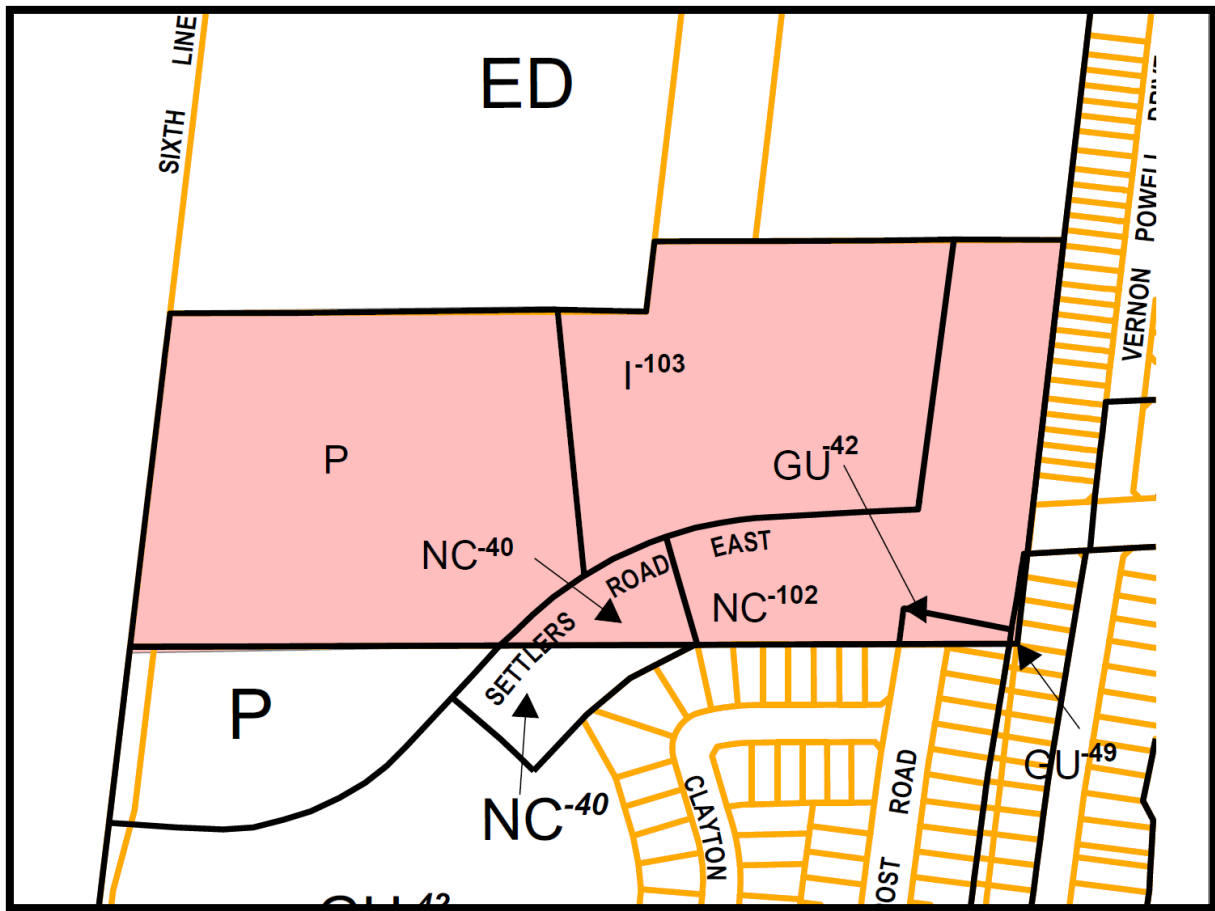 SIXTH LINE
ED
VERNON POWELL DRIVE
I-103
P
GU-42
NC-40
SETTLERS ROAD EAST
NC-102
P
NC-40
CLAYTON
ROAD
GU-49